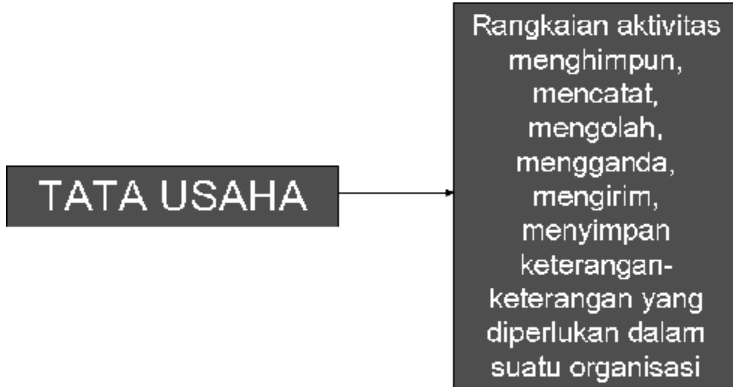 TATA USAHA
Rangkaian aktivitas
menghimpun,
mencatat,
mengolah,
mengganda,
mengirim,
menyimpan
keterangan-
keterangan yang
diperlukan dalam
suatu organisasi